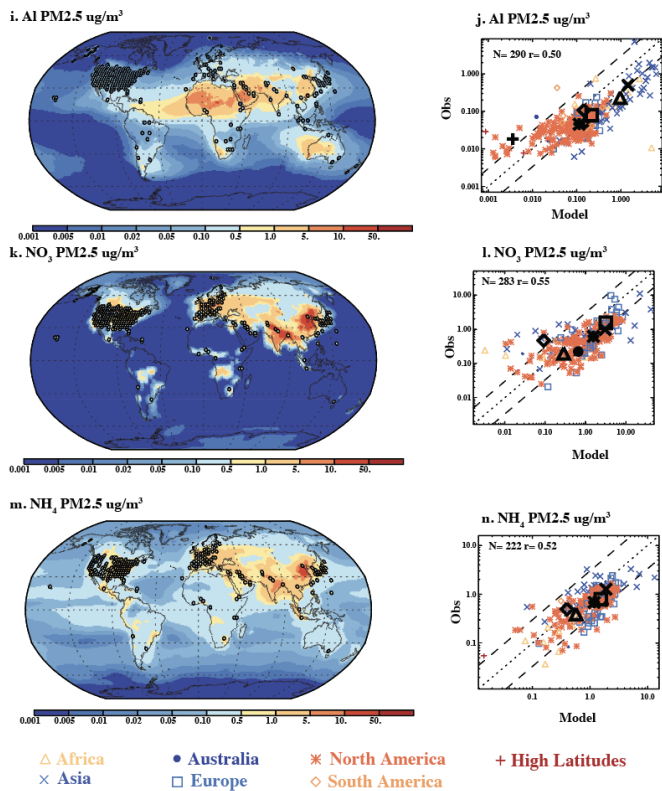 i. Al PM2.5 ug/m³
0.001 0.005 0.01 0.02 0.05 0.10 0.5 1.0 5. 10. 50.
j. Al PM2.5 ug/m³
N= 290 r= 0.50
Obs
1.000
0.100
0.010
0.001
0.001 0.010 0.100 1.000
Model
k. NO₃ PM2.5 ug/m³
0.001 0.005 0.01 0.02 0.05 0.10 0.5 1.0 5. 10. 50.
l. NO₃ PM2.5 ug/m³
N= 283 r= 0.55
Obs
10.00
1.00
0.10
0.01
0.01 0.10 1.00 10.00
Model
m. NH₄ PM2.5 ug/m³
0.001 0.005 0.01 0.02 0.05 0.10 0.5 1.0 5. 10. 50.
n. NH₄ PM2.5 ug/m³
N= 222 r= 0.52
Obs
10.0
1.0
0.1
0.1 1.0 10.0
Model
Africa Australia North America High Latitudes
Asia Europe South America